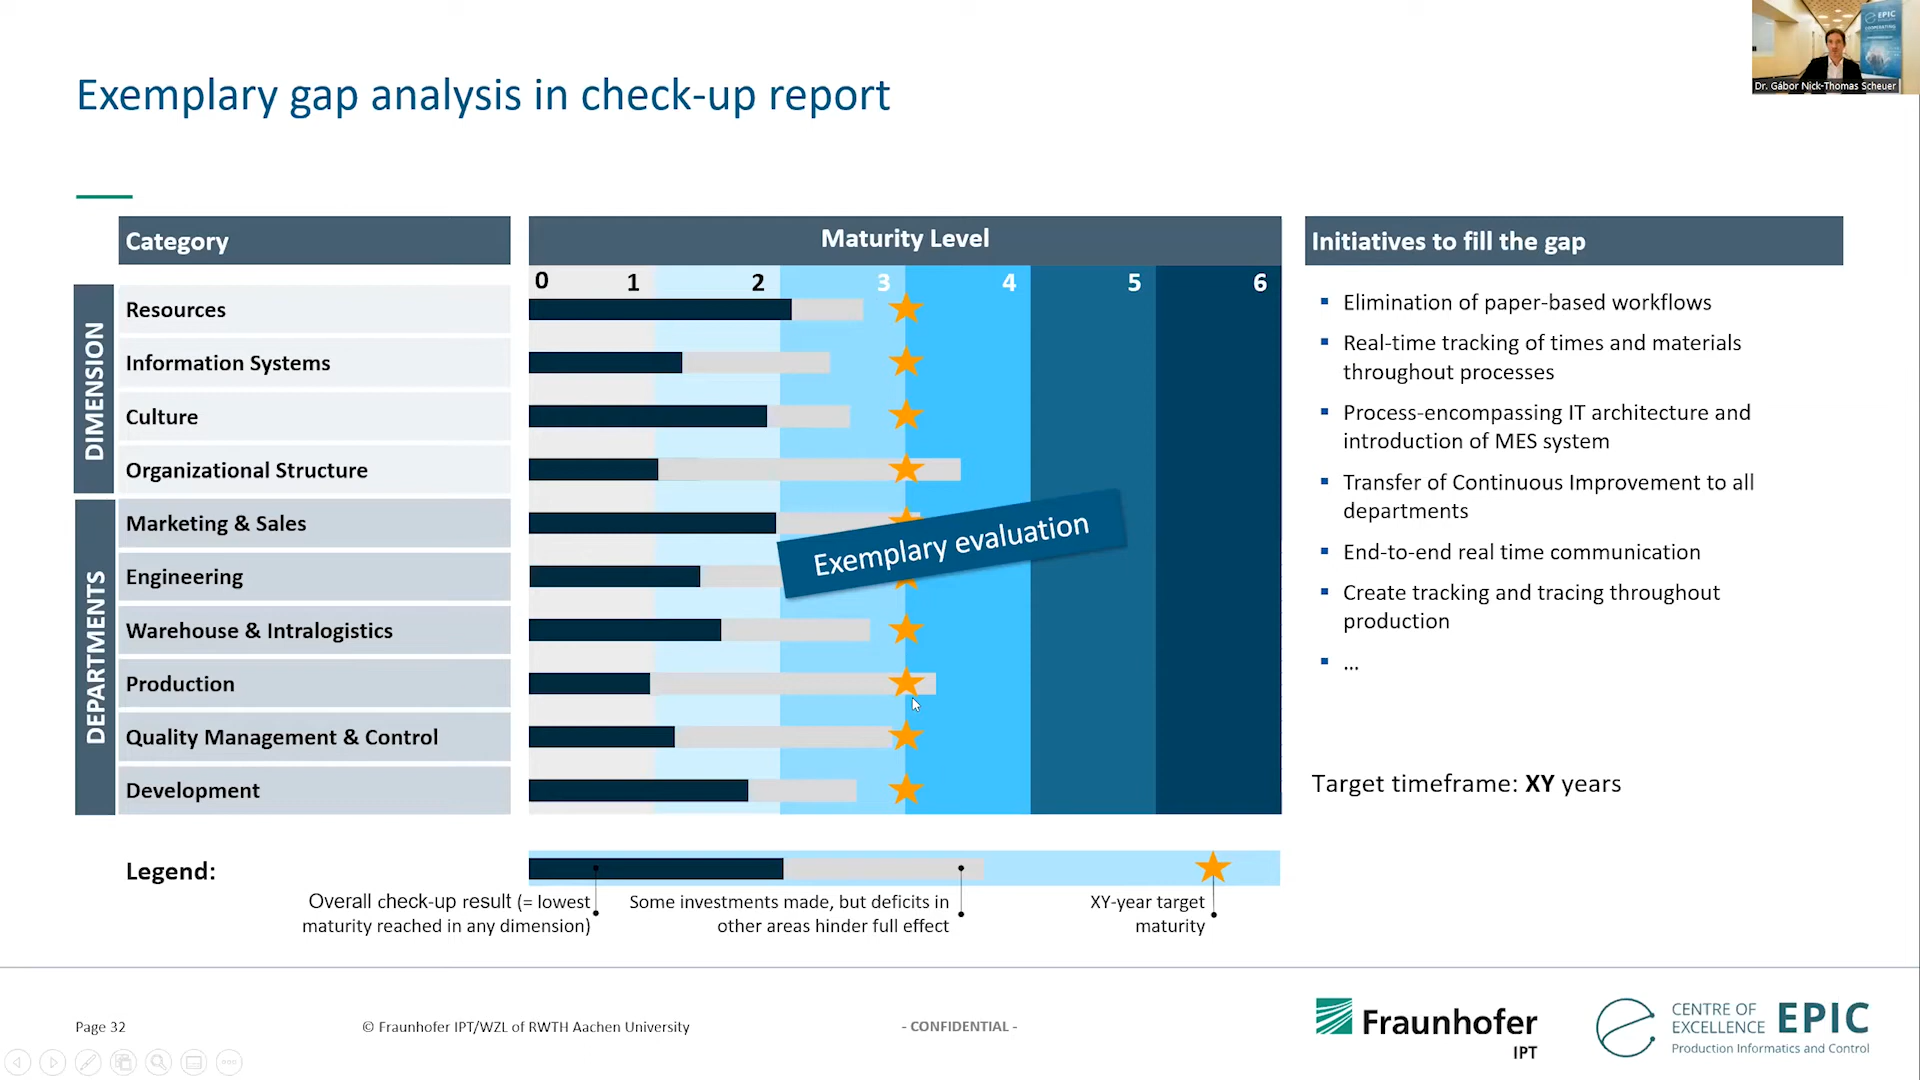 Exemplary gap analysis in check-up report
Dr. Gábor Nick-Thomas Scheuer
EPIC
Category
Maturity Level
Initiatives to fill the gap
0 1 2 3 4 5 6
DIMENSION
Resources
Information Systems
Culture
Organizational Structure
DEPARTMENTS
Marketing & Sales
Engineering
Warehouse & Intralogistics
Production
Quality Management & Control
Development
Exemplary evaluation
Elimination of paper-based workflows
Real-time tracking of times and materials
throughout processes
Process-encompassing IT architecture and
introduction of MES system
Transfer of Continuous Improvement to all
departments
End-to-end real time communication
Create tracking and tracing throughout
production
...
Target timeframe: XY years
Legend:
Overall check-up result (= lowest
maturity reached in any dimension)
Some investments made, but deficits in
other areas hinder full effect
XY-year target
maturity
Page 32
© Fraunhofer IPT/WZL of RWTH Aachen University
- CONFIDENTIAL -
Fraunhofer
IPT
CENTRE OF
EXCELLENCE
EPIC
Production Informatics and Control